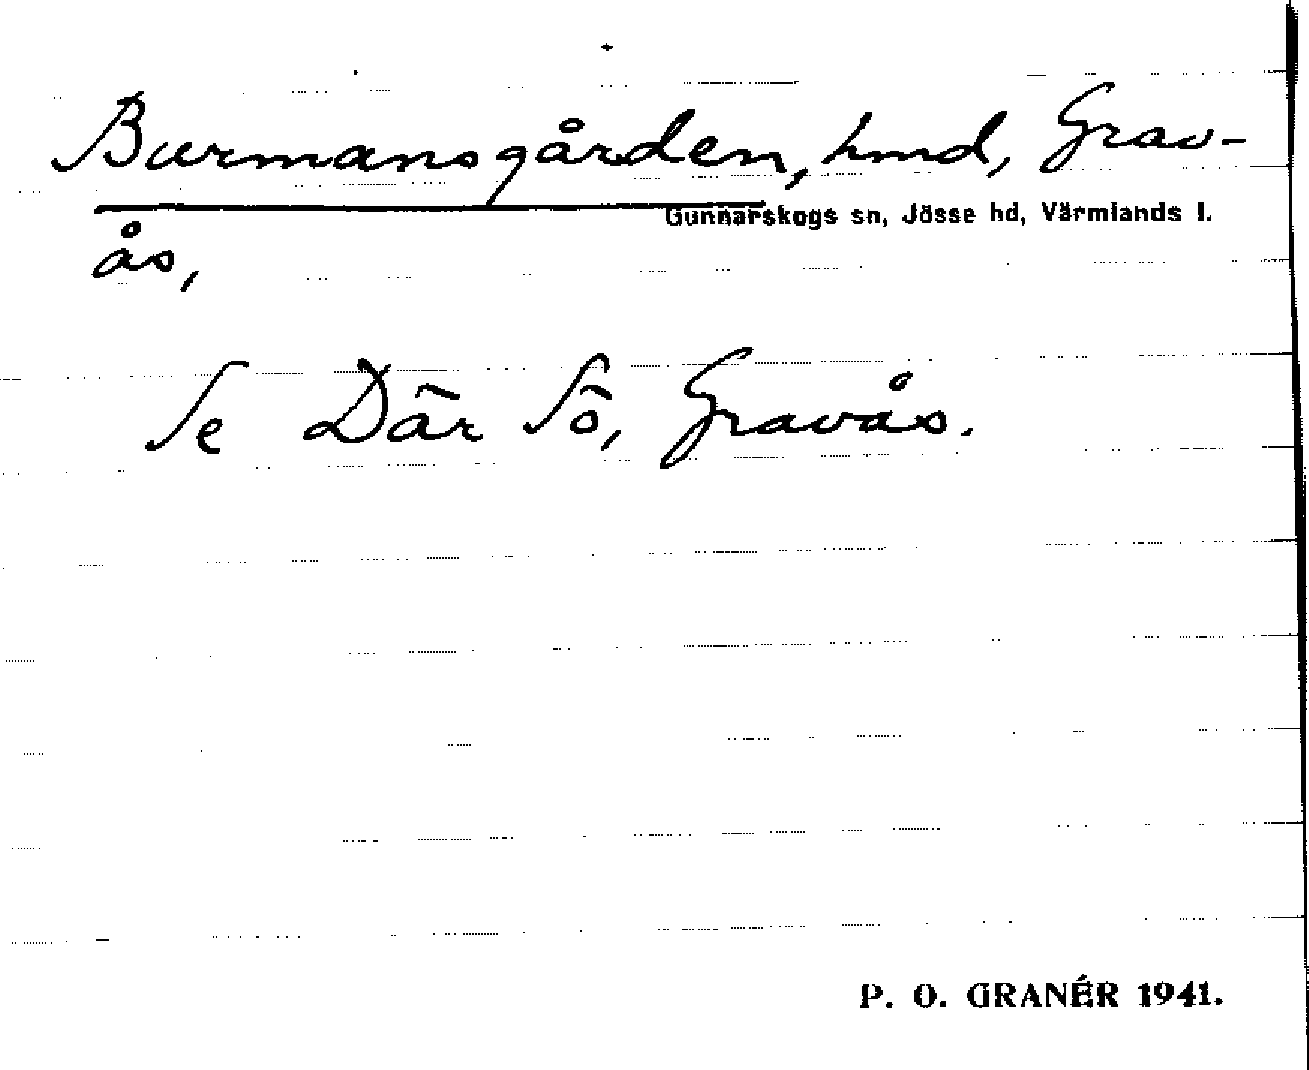 Burmansgården, hmd, Grav-
Gunnarskogs sn, Jösse hd, Värmlands l.
ås,
Se Där Sö, Gravås.
P. O. GRANÉR 1941.